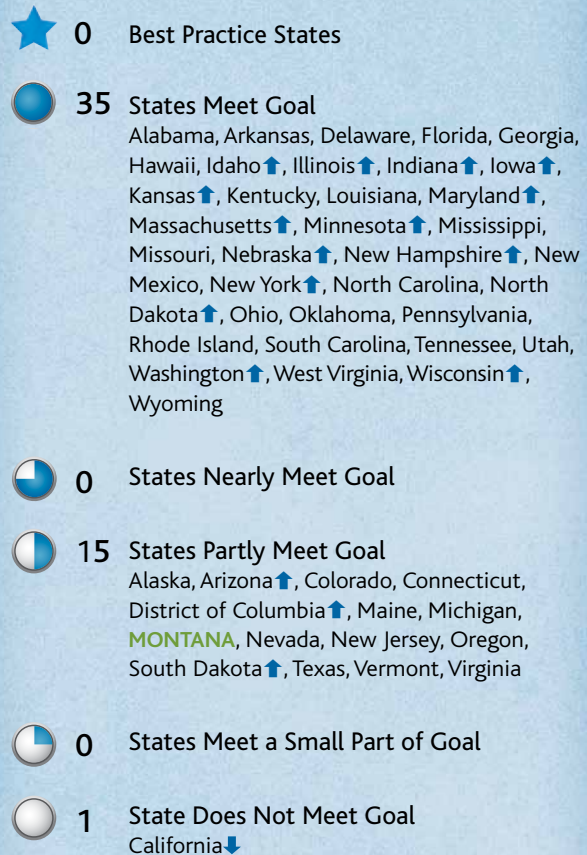 0 Best Practice States
35 States Meet Goal
Alabama, Arkansas, Delaware, Florida, Georgia,
Hawaii, Idaho⬆, Illinois⬆, Indiana⬆, Iowa⬆,
Kansas⬆, Kentucky, Louisiana, Maryland⬆,
Massachusetts⬆, Minnesota⬆, Mississippi,
Missouri, Nebraska⬆, New Hampshire⬆, New
Mexico, New York⬆, North Carolina, North
Dakota⬆, Ohio, Oklahoma, Pennsylvania,
Rhode Island, South Carolina, Tennessee, Utah,
Washington⬆, West Virginia, Wisconsin⬆,
Wyoming
0 States Nearly Meet Goal
15 States Partly Meet Goal
Alaska, Arizona⬆, Colorado, Connecticut,
District of Columbia⬆, Maine, Michigan,
MONTANA, Nevada, New Jersey, Oregon,
South Dakota⬆, Texas, Vermont, Virginia
0 States Meet a Small Part of Goal
1 State Does Not Meet Goal
California⬇